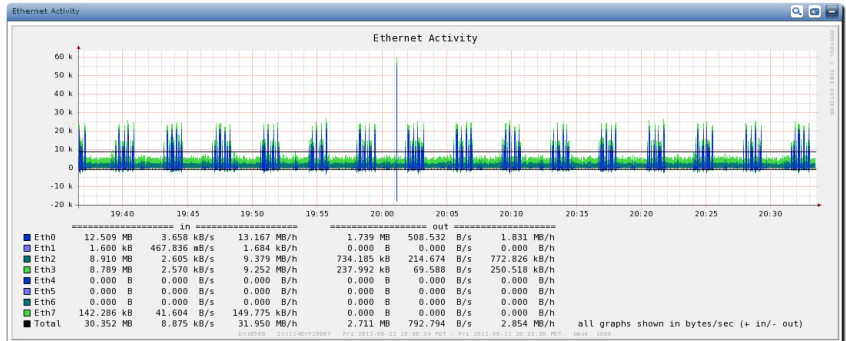 Ethernet Activity
Ethernet Activity
60 k
50 k
40 k
30 k
20 k
10 k
0
-10 k
-20 k
19:40 19:45 19:50 19:55 20:00 20:05 20:10 20:15 20:20 20:25 20:30
==================== in ==================== ==================== out ====================
Eth0 12.509 MB 3.658 kB/s 13.167 MB/h 1.739 MB 508.532 B/s 1.831 MB/h
Eth1 1.600 kB 467.836 mB/s 1.684 kB/h 0.000 B 0.000 B/s 0.000 B/h
Eth2 8.910 MB 2.605 kB/s 9.379 MB/h 734.185 kB 214.674 B/s 772.826 kB/h
Eth3 8.789 MB 2.570 kB/s 9.252 MB/h 237.992 kB 69.588 B/s 250.518 kB/h
Eth4 0.000 B 0.000 B/s 0.000 B/h 0.000 B 0.000 B/s 0.000 B/h
Eth5 0.000 B 0.000 B/s 0.000 B/h 0.000 B 0.000 B/s 0.000 B/h
Eth6 0.000 B 0.000 B/s 0.000 B/h 0.000 B 0.000 B/s 0.000 B/h
Eth7 142.286 kB 41.604 B/s 149.775 kB/h 0.000 B 0.000 B/s 0.000 B/h
Total 30.352 MB 8.875 kB/s 31.950 MB/h 2.711 MB 792.794 B/s 2.854 MB/h all graphs shown in bytes/sec (+ in/- out)
RRDTOOL / TOBI OETIKER